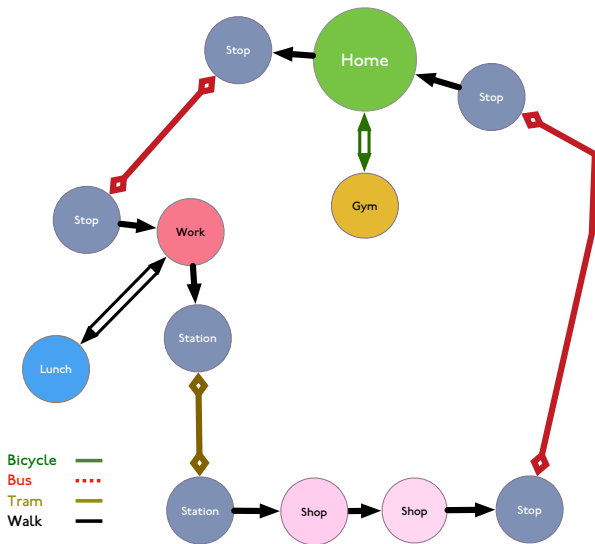 Stop
Home
Stop
Gym
Stop
Work
Station
Lunch
Bicycle
Bus
Tram
Walk
Station
Shop
Shop
Stop